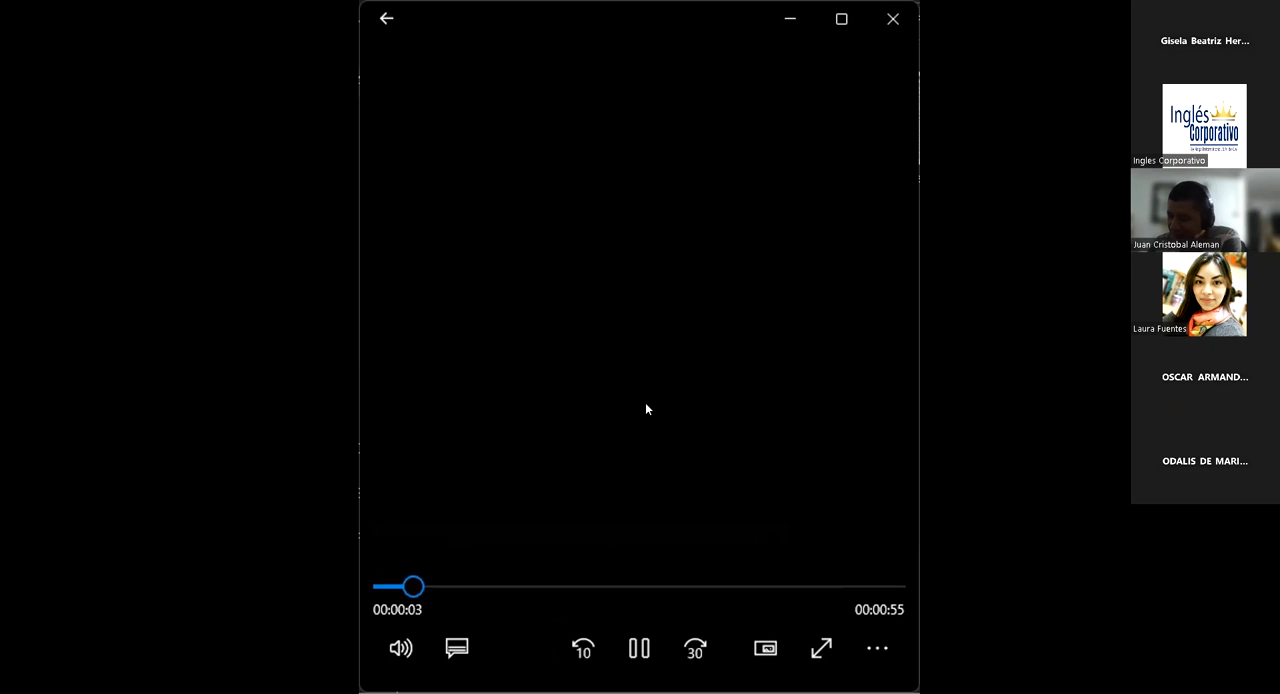 Gisela Beatriz Her...
Inglés
Corporativo
Ingles Corporativo
Juan Cristobal Aleman
Laura Fuentes
OSCAR ARMAND...
ODALIS DE MARI...
00:00:03
00:00:55
10
30